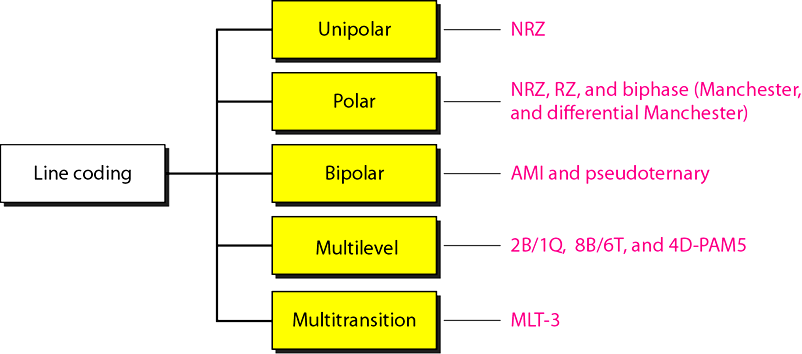 Line coding
Unipolar
NRZ
Polar
NRZ, RZ, and biphase (Manchester,
and differential Manchester)
Bipolar
AMI and pseudoternary
Multilevel
2B/1Q, 8B/6T, and 4D-PAM5
Multitransition
MLT-3